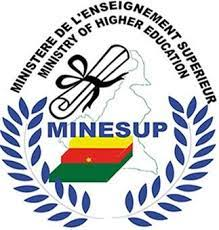 MINISTERE DE L'ENSEIGNEMENT SUPERIEUR
MINISTRY OF HIGHER EDUCATION
MINESUP